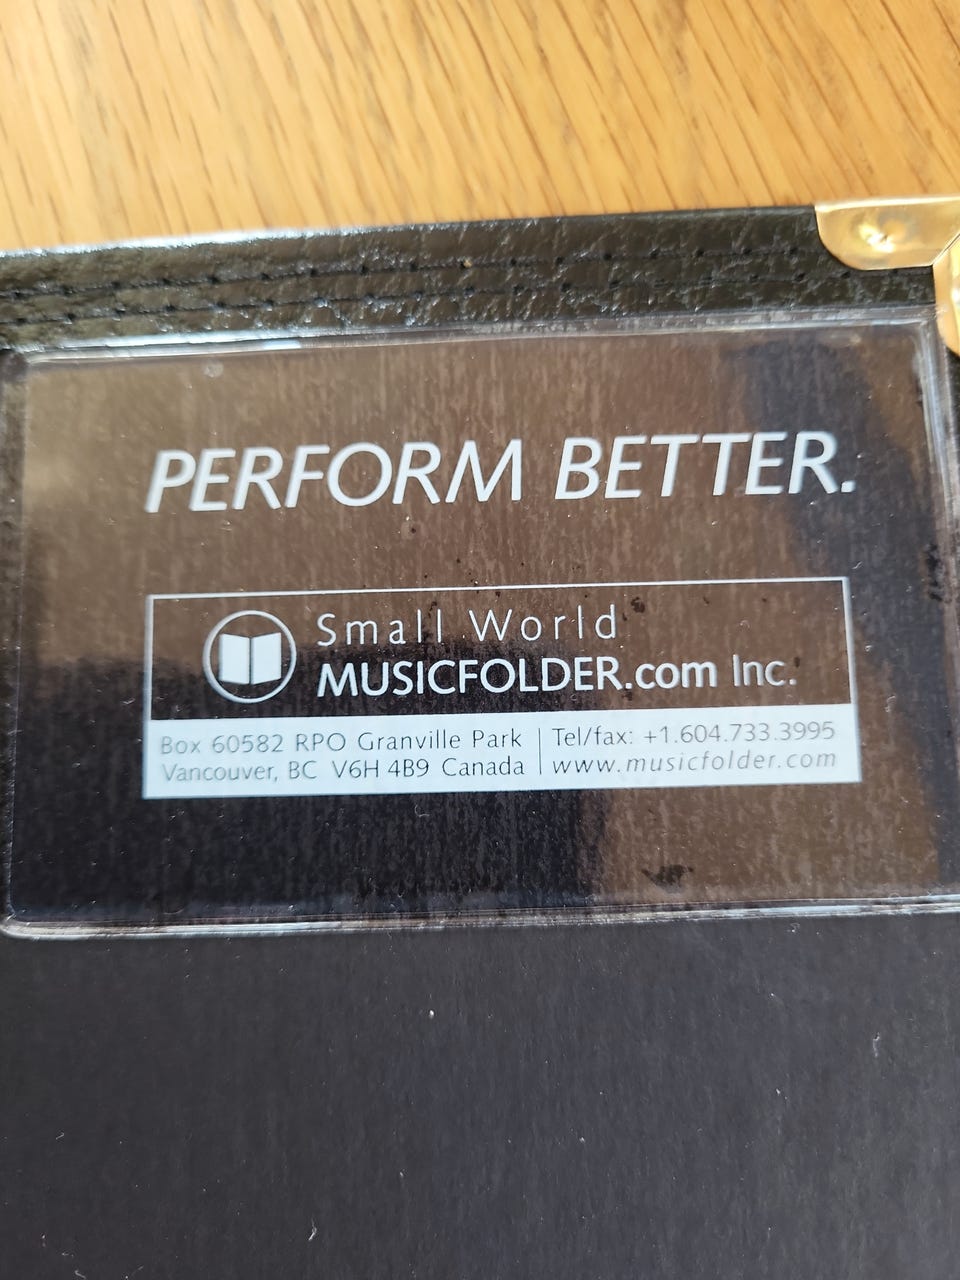 PERFORM BETTER.
Small World
MUSICFOLDER.com Inc.
Box 60582 RPO Granville Park
Vancouver, BC V6H 4B9 Canada
Tel/fax: +1.604.733.3995
www.musicfolder.com